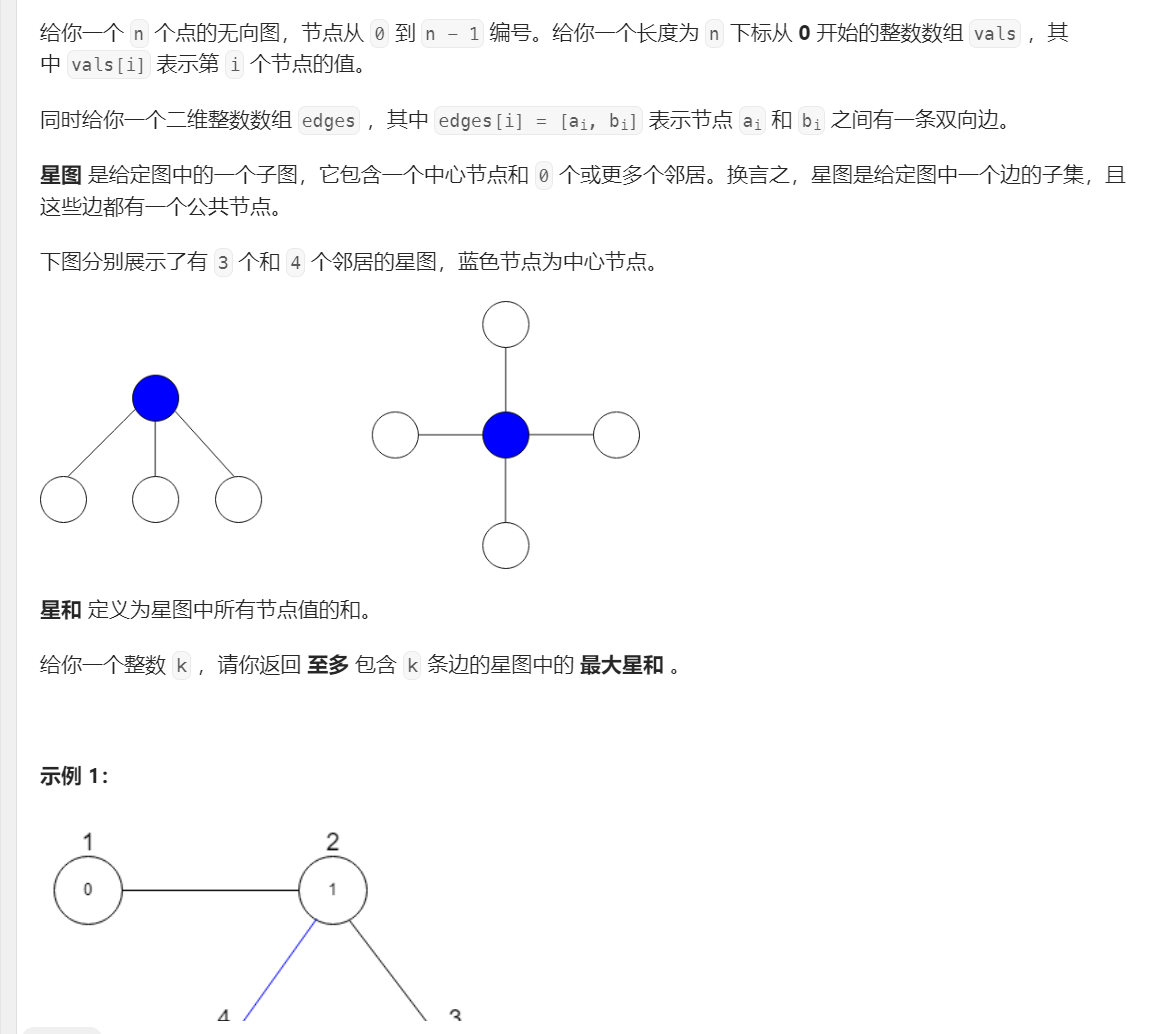 给你一个 n 个点的无向图，节点从 0 到 n - 1 编号。给你一个长度为 n 下标从 0 开始的整数数组 vals ，其
中 vals[i] 表示第 i 个节点的值。
同时给你一个二维整数数组 edges ，其中 edges[i] = [aᵢ, bᵢ] 表示节点 aᵢ 和 bᵢ 之间有一条双向边。
星图 是给定图中的一个子图，它包含一个中心节点和 0 个或更多个邻居。换言之，星图是给定图中一个边的子集，且
这些边都有一个公共节点。
下图分别展示了有 3 个和 4 个邻居的星图，蓝色节点为中心节点。
星和 定义为星图中所有节点值的和。
给你一个整数 k ，请你返回 至多 包含 k 条边的星图中的 最大星和 。
示例 1：
1 2
0 1
4 3